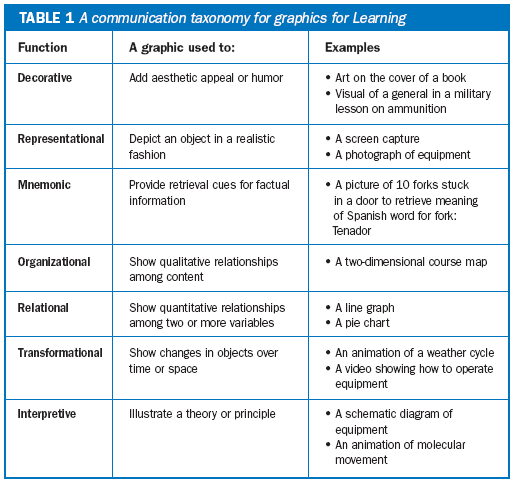 TABLE 1 A communication taxonomy for graphics for Learning
Function A graphic used to: Examples
Decorative Add aesthetic appeal or humor • Art on the cover of a book
• Visual of a general in a military
lesson on ammunition
Representational Depict an object in a realistic • A screen capture
fashion • A photograph of equipment
Mnemonic Provide retrieval cues for factual • A picture of 10 forks stuck
information in a door to retrieve meaning
of Spanish word for fork:
Tenador
Organizational Show qualitative relationships • A two-dimensional course map
among content
Relational Show quantitative relationships • A line graph
among two or more variables • A pie chart
Transformational Show changes in objects over • An animation of a weather cycle
time or space • A video showing how to operate
equipment
Interpretive Illustrate a theory or principle • A schematic diagram of
equipment
• An animation of molecular
movement